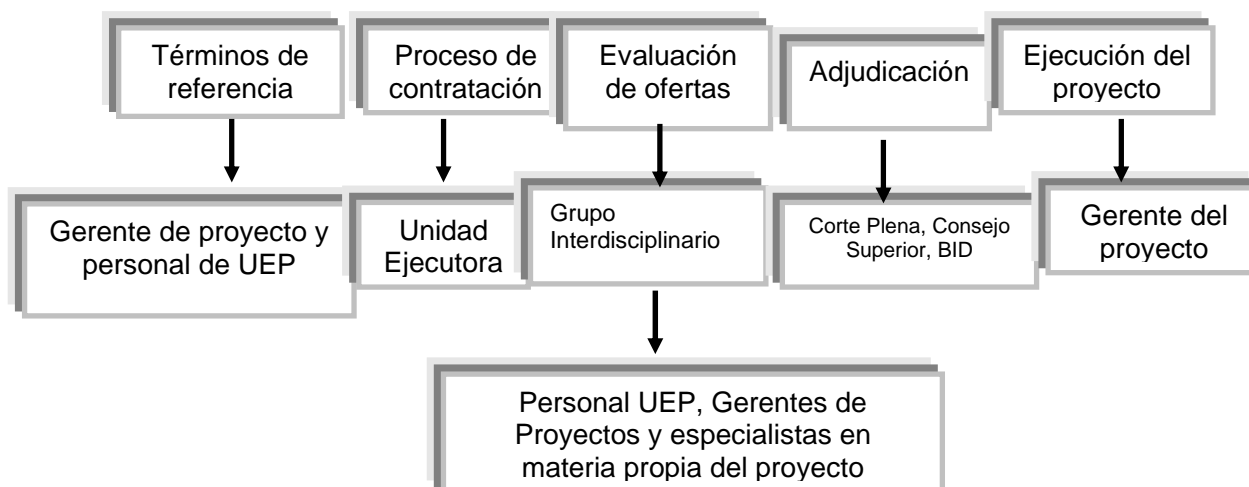 Términos de
referencia
Proceso de
contratación
Evaluación
de ofertas
Adjudicación
Ejecución del
proyecto
Gerente de proyecto y
personal de UEP
Unidad
Ejecutora
Grupo
Interdisciplinario
Corte Plena, Consejo
Superior, BID
Gerente del
proyecto
Personal UEP, Gerentes de
Proyectos y especialistas en
materia propia del proyecto